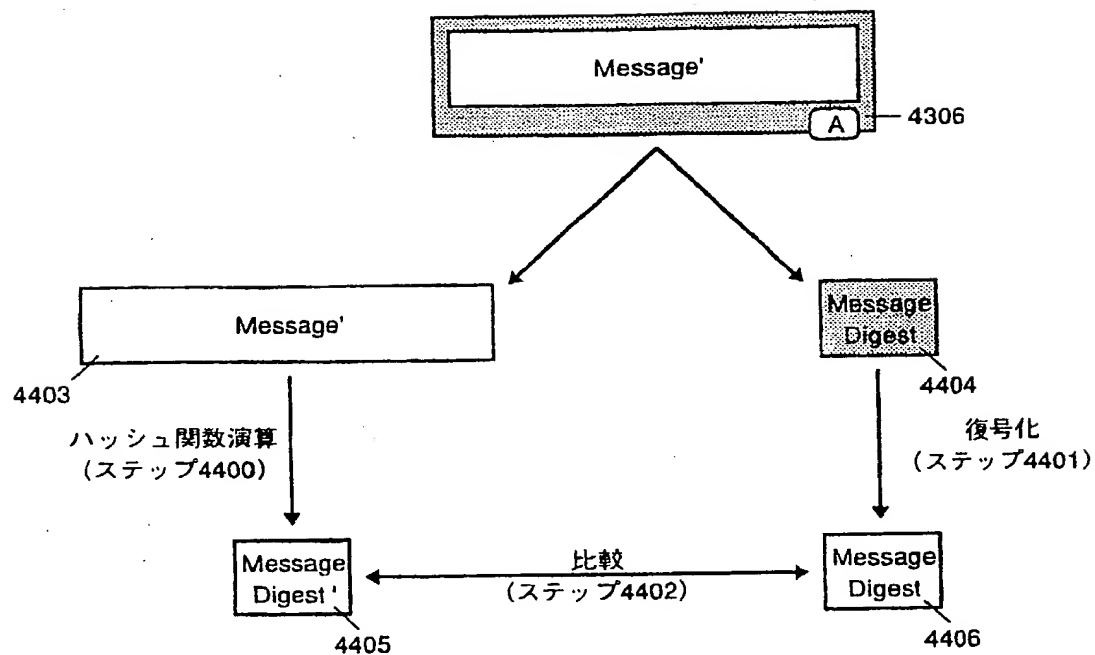 Message'
A
4306
Message'
4403
Message
Digest
4404
ハッシュ関数演算
(ステップ4400)
復号化
(ステップ4401)
Message
Digest '
4405
比較
(ステップ4402)
Message
Digest
4406